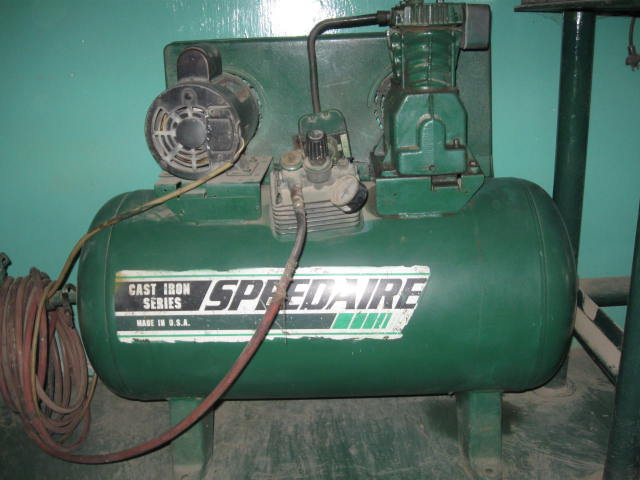 CAST IRON
SERIES
SPEEDAIRE
MADE IN U.S.A.